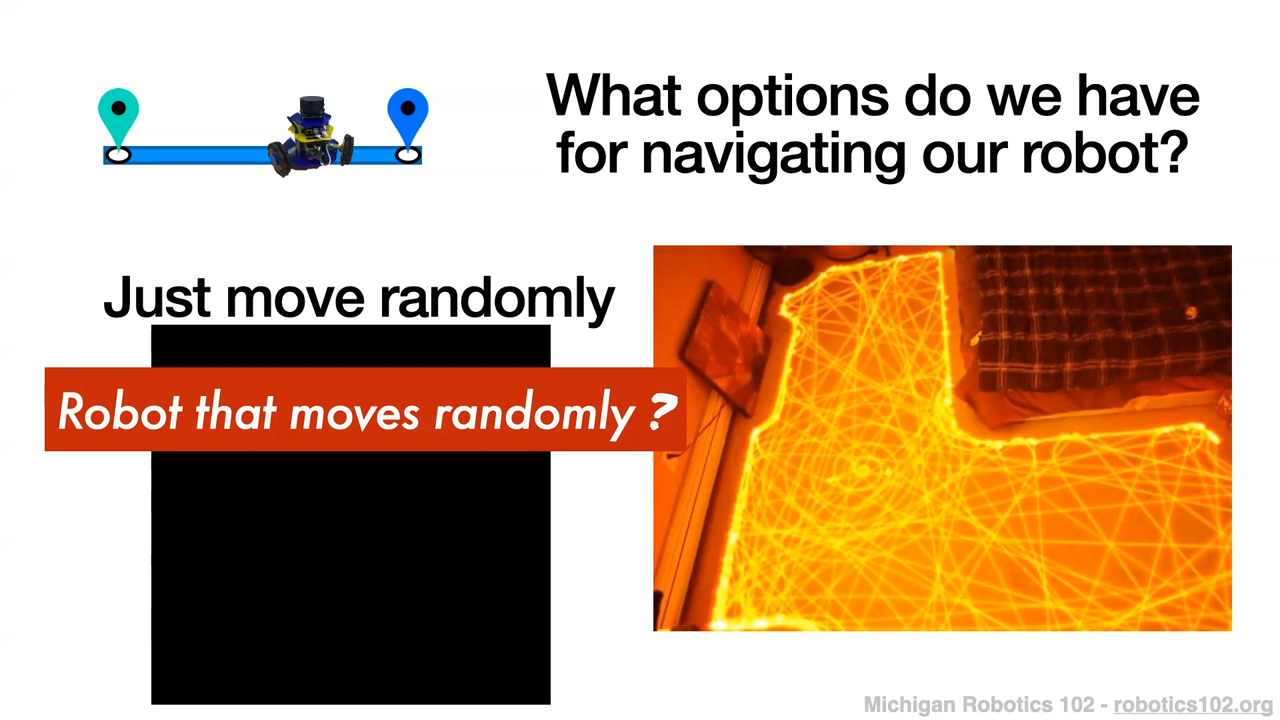 What options do we have
for navigating our robot?
Just move randomly
Robot that moves randomly ?
Michigan Robotics 102 - robotics102.org